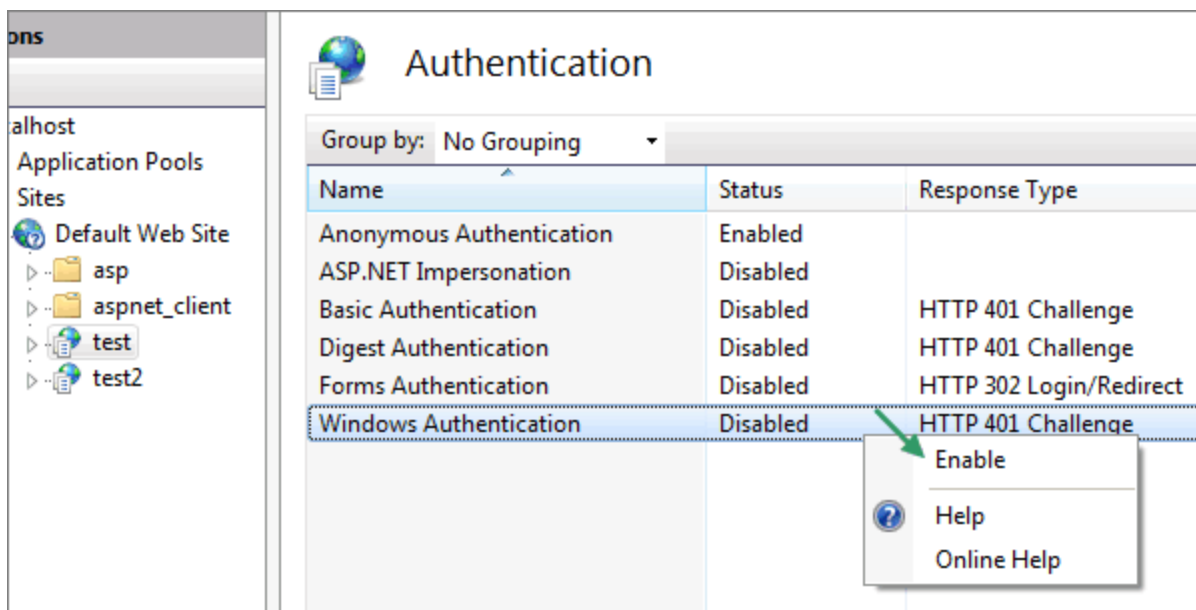 ons
alhost
Application Pools
Sites
Default Web Site
asp
aspnet_client
test
test2
Authentication
Group by: No Grouping
Name Status Response Type
Anonymous Authentication Enabled
ASP.NET Impersonation Disabled
Basic Authentication Disabled HTTP 401 Challenge
Digest Authentication Disabled HTTP 401 Challenge
Forms Authentication Disabled HTTP 302 Login/Redirect
Windows Authentication Disabled HTTP 401 Challenge
Enable
Help
Online Help